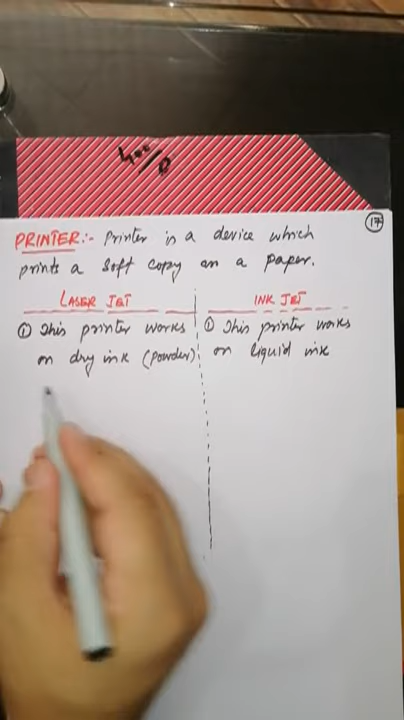 400/0
17
PRINTER:- Printer is a device which
prints a soft copy on a paper.
LASER JET
① This printer works
on dry ink (powder)
INK JET
① This printer works
on liquid ink